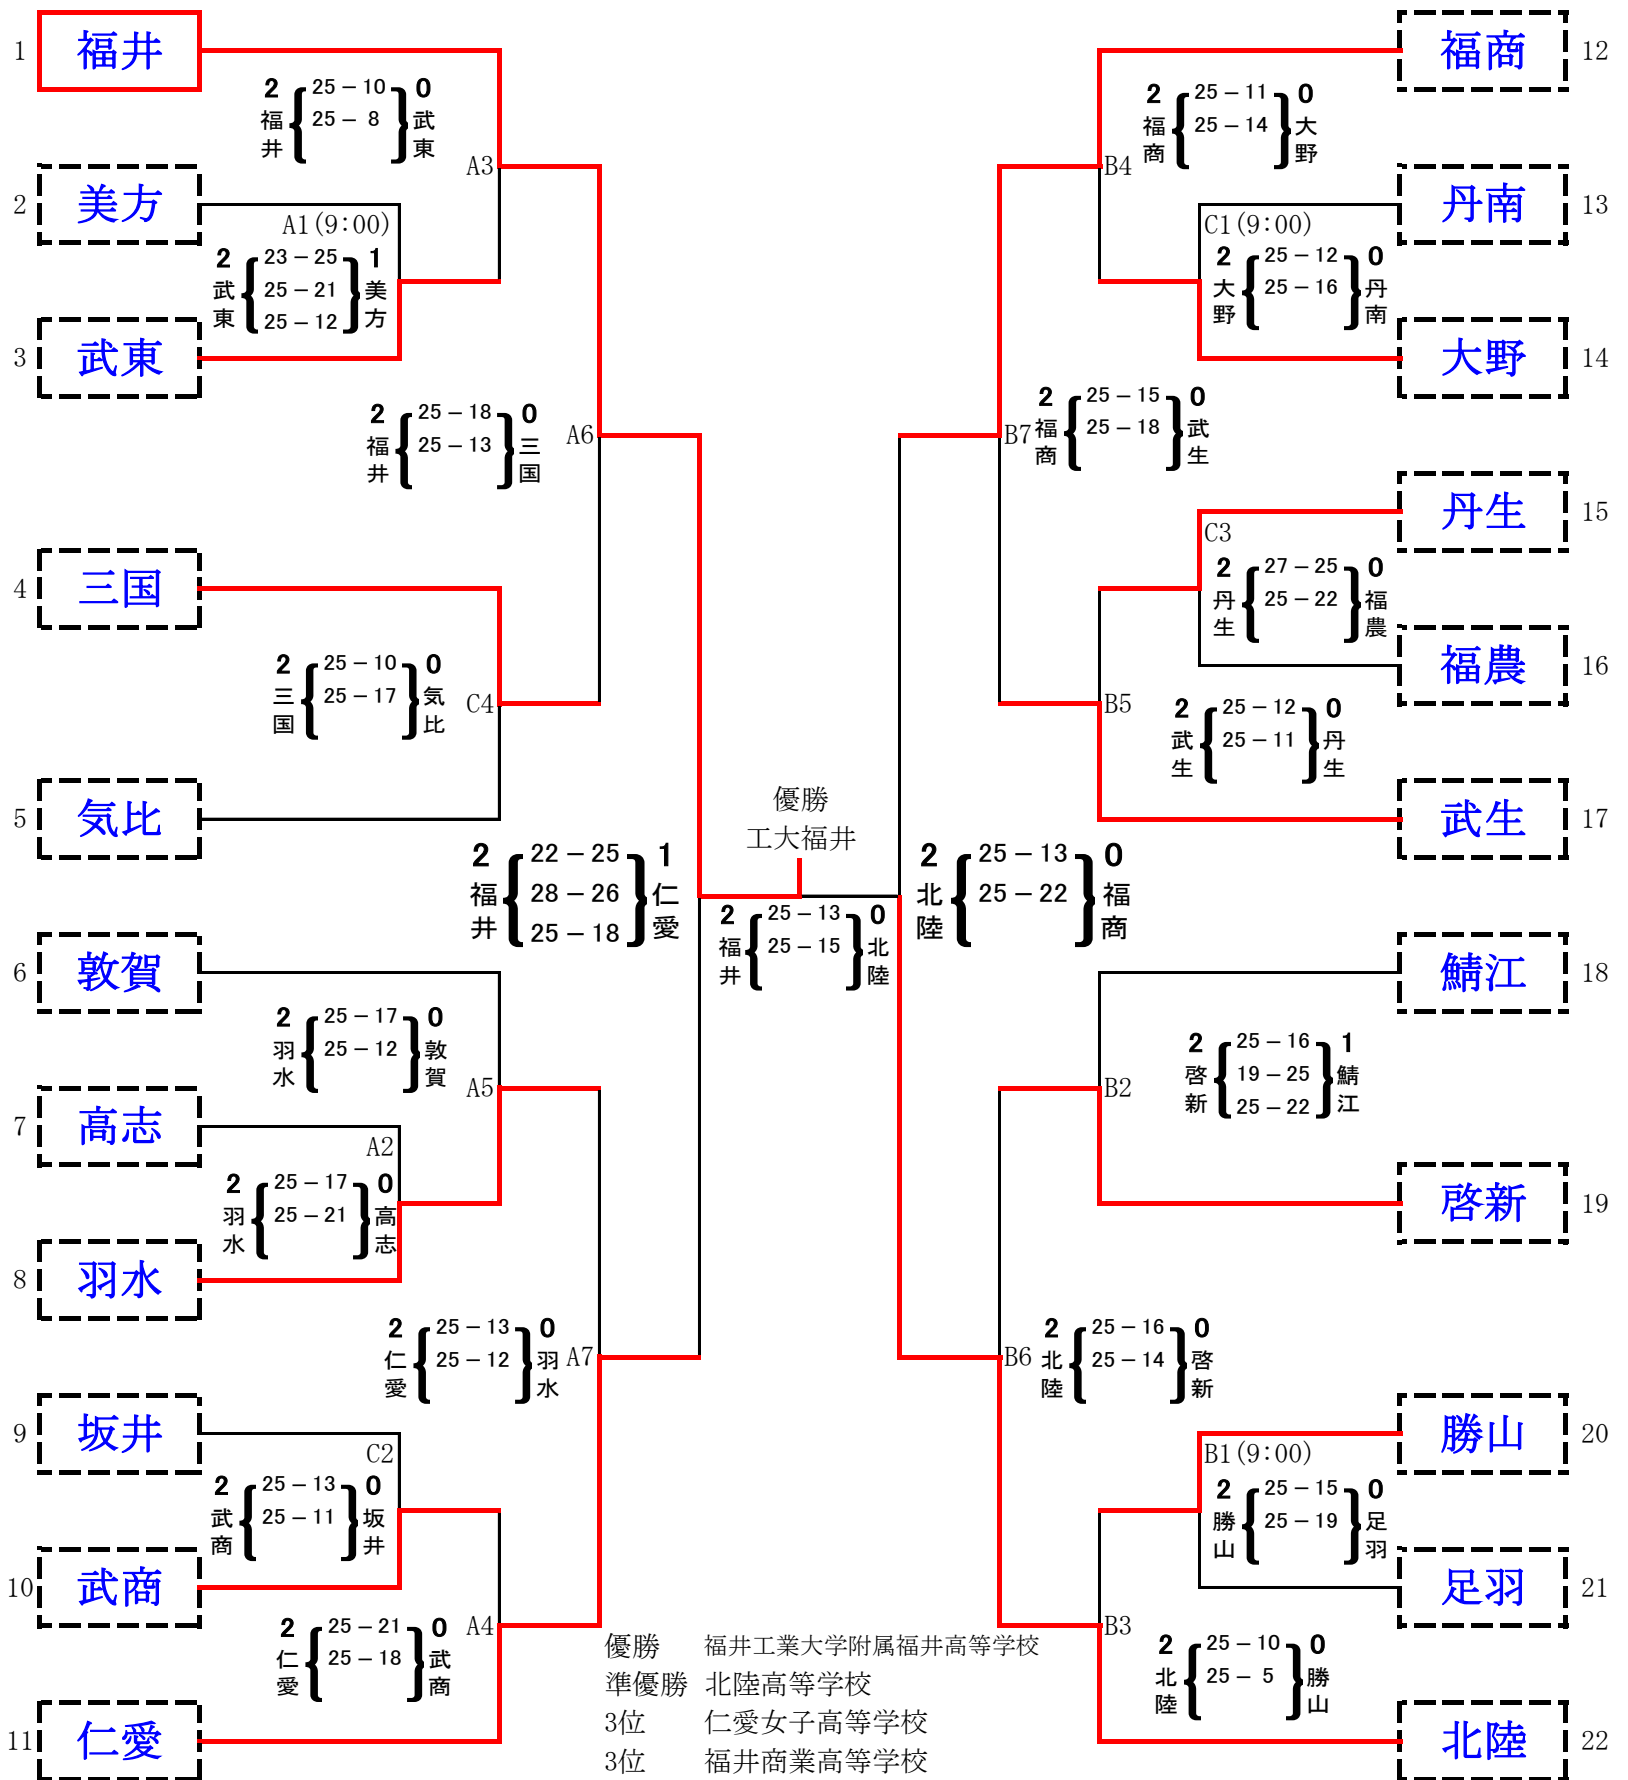 1 福井
2 福井 25－10 25－ 8 0 武東
A3
2 美方
A1(9:00)
2 武東 23－25 25－21 25－12 1 美方
3 武東
2 福井 25－18 25－13 0 三国
A6
4 三国
2 三国 25－10 25－17 0 気比
C4
5 気比
2 福井 22－25 28－26 25－18 1 仁愛
6 敦賀
2 羽水 25－17 25－12 0 敦賀
A5
7 高志
A2
2 羽水 25－17 25－21 0 高志
8 羽水
2 仁愛 25－13 25－12 0 羽水
A7
9 坂井
C2
2 武商 25－13 25－11 0 坂井
10 武商
2 仁愛 25－21 25－18 0 武商
A4
11 仁愛
優勝
工大福井
2 福井 25－13 25－15 0 北陸
福商 12
2 福商 25－11 25－14 0 大野
B4
丹南 13
C1(9:00)
2 大野 25－12 25－16 0 丹南
大野 14
B7
2 福商 25－15 25－18 0 武生
丹生 15
C3
2 丹生 27－25 25－22 0 福農
福農 16
B5
2 武生 25－12 25－11 0 丹生
武生 17
2 北陸 25－13 25－22 0 福商
鯖江 18
2 啓新 25－16 19－25 25－22 1 鯖江
B2
啓新 19
B6
2 北陸 25－16 25－14 0 啓新
勝山 20
B1(9:00)
2 勝山 25－15 25－19 0 足羽
足羽 21
B3
2 北陸 25－10 25－ 5 0 勝山
北陸 22
優勝 福井工業大学附属福井高等学校
準優勝 北陸高等学校
3位 仁愛女子高等学校
3位 福井商業高等学校